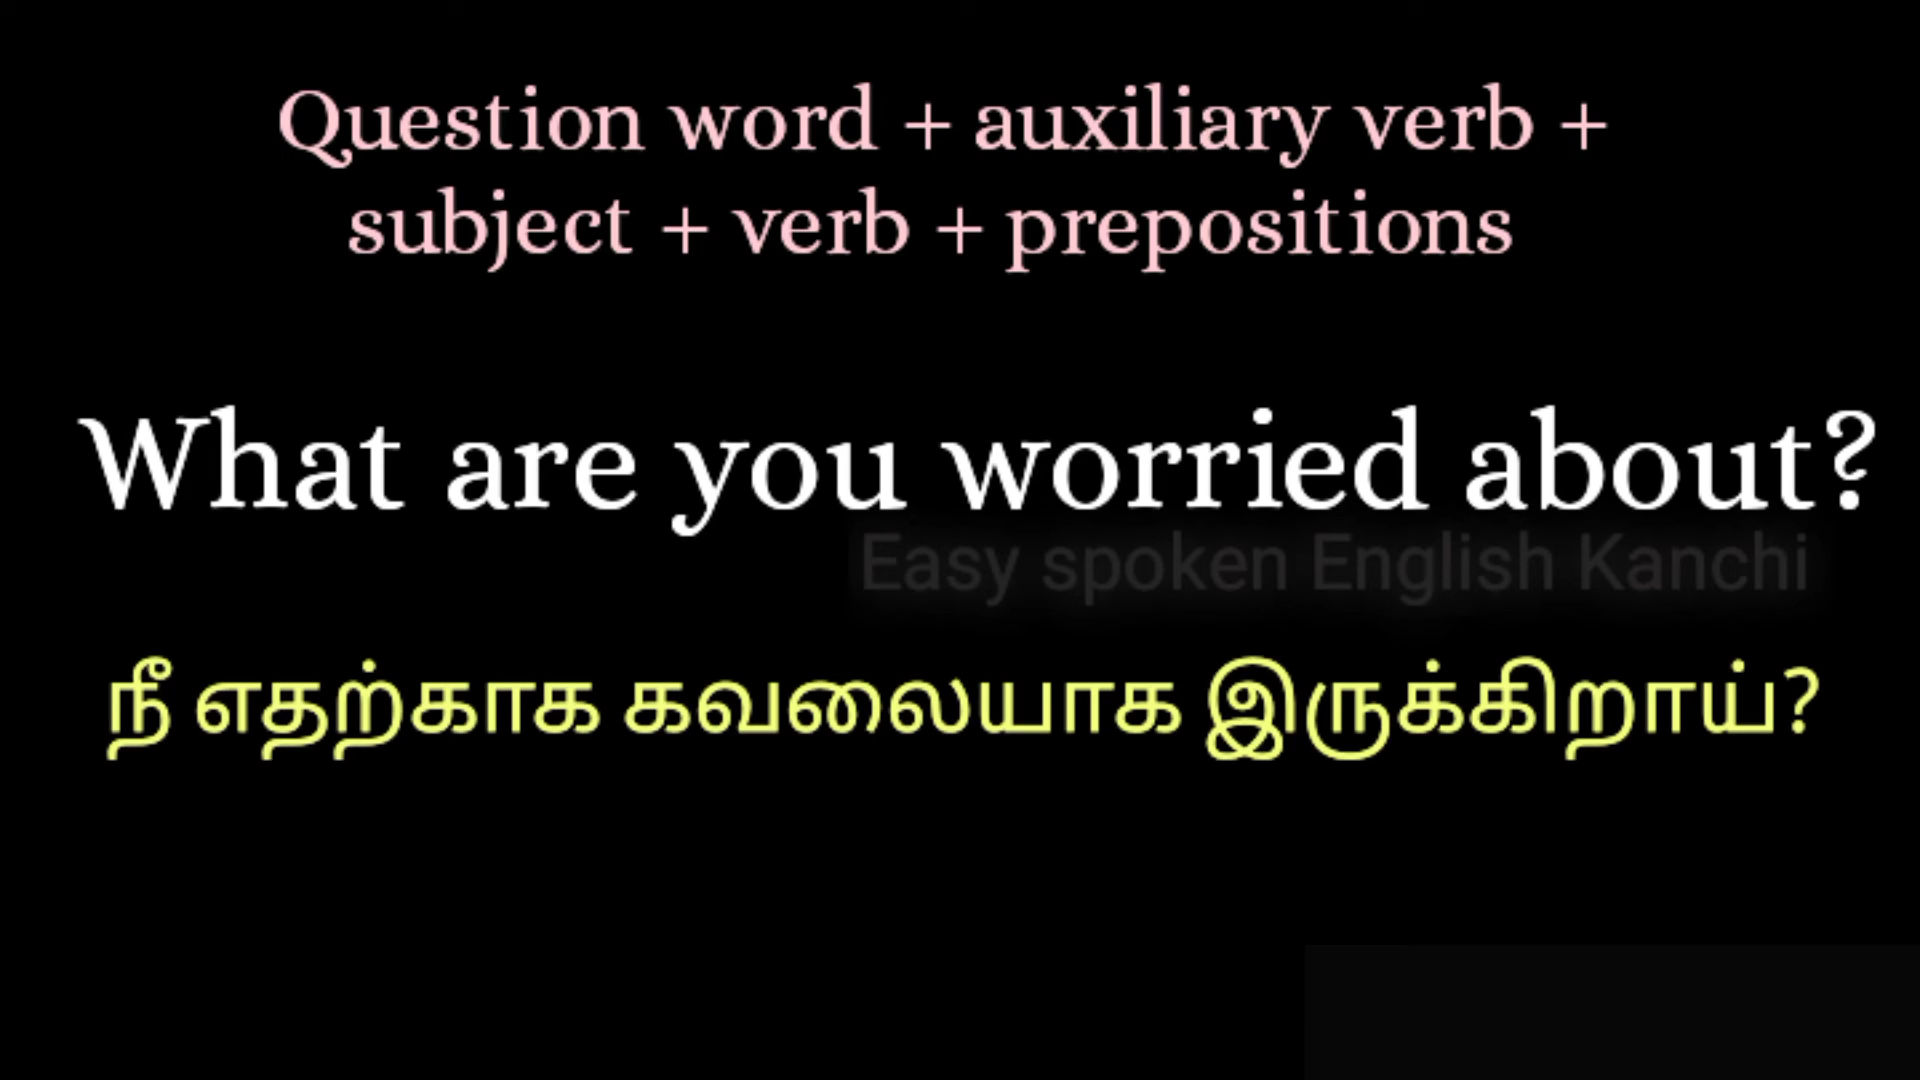 Question word + auxiliary verb +
subject + verb + prepositions
What are you worried about?
Easy spoken English Kanchi
நீ எதற்காக கவலையாக இருக்கிறாய்?